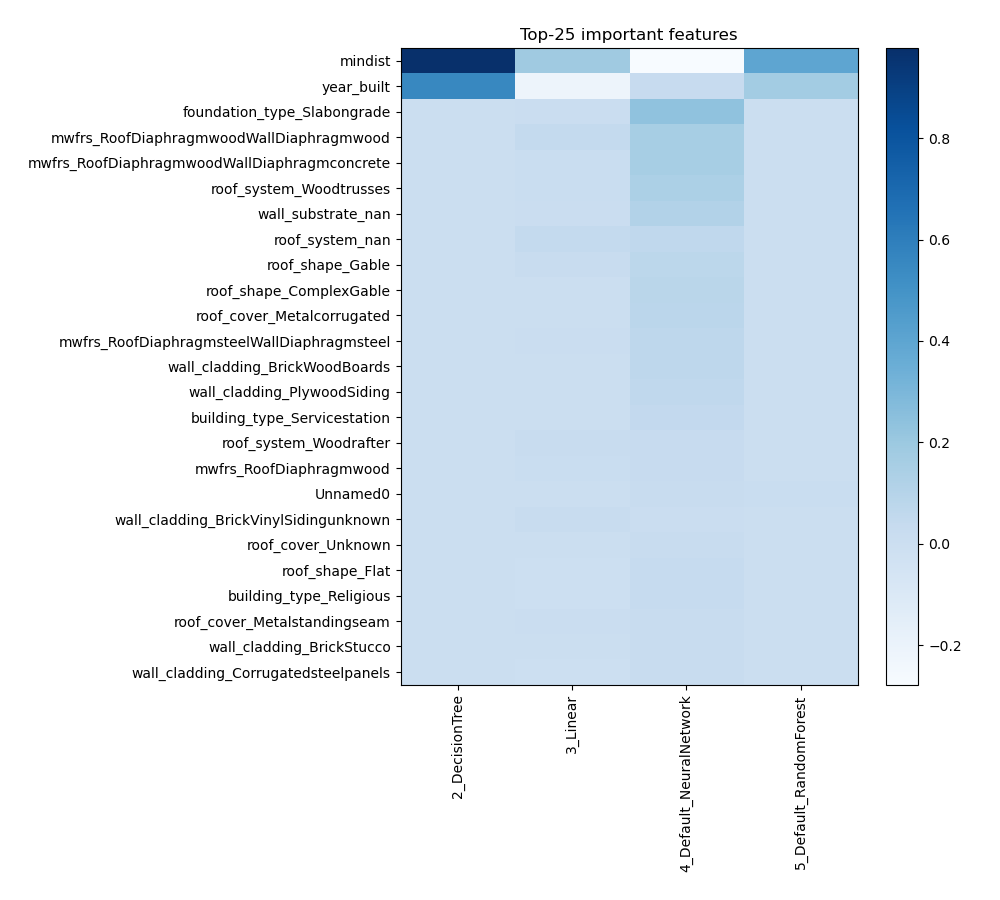 Top-25 important features
mindist
year_built
foundation_type_Slabongrade
mwfrs_RoofDiaphragmwoodWallDiaphragmwood
mwfrs_RoofDiaphragmwoodWallDiaphragmconcrete
roof_system_Woodtrusses
wall_substrate_nan
roof_system_nan
roof_shape_Gable
roof_shape_ComplexGable
roof_cover_Metalcorrugated
mwfrs_RoofDiaphragmsteelWallDiaphragmsteel
wall_cladding_BrickWoodBoards
wall_cladding_PlywoodSiding
building_type_Servicestation
roof_system_Woodrafter
mwfrs_RoofDiaphragmwood
Unnamed0
wall_cladding_BrickVinylSidingunknown
roof_cover_Unknown
roof_shape_Flat
building_type_Religious
roof_cover_Metalstandingseam
wall_cladding_BrickStucco
wall_cladding_Corrugatedsteelpanels
2_DecisionTree
3_Linear
4_Default_NeuralNetwork
5_Default_RandomForest
0.8
0.6
0.4
0.2
0.0
−0.2